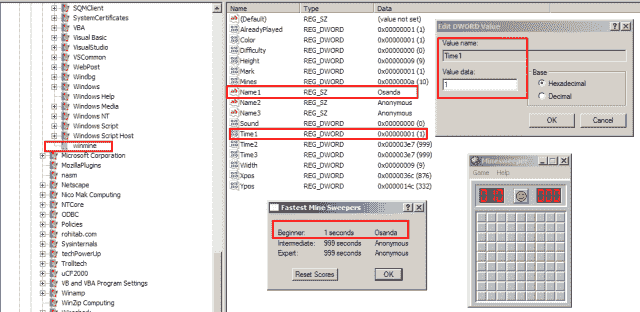 SQMClient
SystemCertificates
VBA
Visual Basic
VisualStudio
VSCommon
WebPost
Windbg
Windows
Windows Help
Windows Media
Windows NT
Windows Script
Windows Script Host
winmine
Microsoft Corporation
MozillaPlugins
nasm
Netscape
Nico Mak Computing
NTCore
ODBC
Policies
rohitab.com
Sysinternals
techPowerUp
Trolltech
uCF2000
VB and VBA Program Settings
Winamp
WinZip Computing
Name Type Data
(Default) REG_SZ (value not set)
AlreadyPlayed REG_DWORD 0x00000001 (1)
Color REG_DWORD 0x00000001 (1)
Difficulty REG_DWORD 0x00000000 (0)
Height REG_DWORD 0x00000009 (9)
Mark REG_DWORD 0x00000001 (1)
Mines REG_DWORD 0x0000000a (10)
Name1 REG_SZ Osanda
Name2 REG_SZ Anonymous
Name3 REG_SZ Anonymous
Sound REG_DWORD 0x00000000 (0)
Time1 REG_DWORD 0x00000001 (1)
Time2 REG_DWORD 0x000003e7 (999)
Time3 REG_DWORD 0x000003e7 (999)
Width REG_DWORD 0x00000009 (9)
Xpos REG_DWORD 0x0000036c (876)
Ypos REG_DWORD 0x0000014c (332)
Edit DWORD Value
Value name:
Time1
Value data:
1
Base
Hexadecimal
Decimal
OK Cancel
Fastest Mine Sweepers
Beginner: 1 seconds Osanda
Intermediate: 999 seconds Anonymous
Expert: 999 seconds Anonymous
Reset Scores OK
Minesweeper
Game Help
010 000